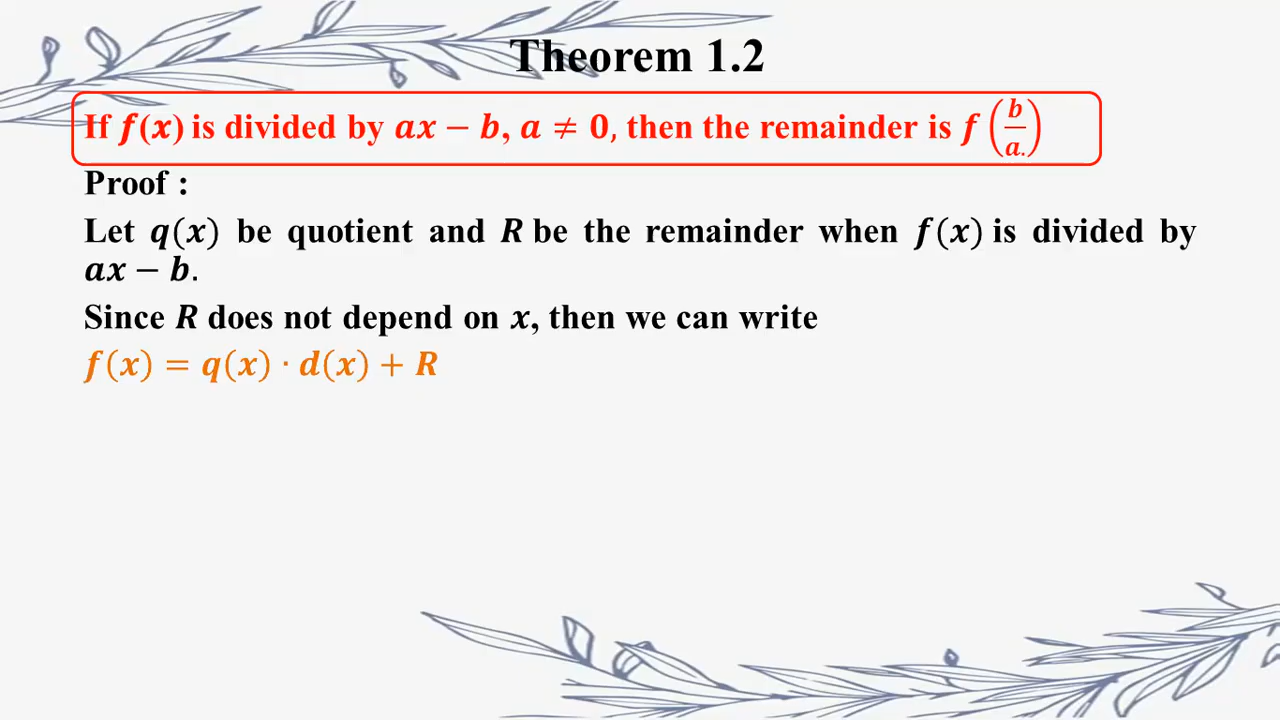 Theorem 1.2
If f(x) is divided by ax − b, a ≠ 0, then the remainder is f(b/a.)
Proof :
Let q(x) be quotient and R be the remainder when f(x) is divided by
ax − b.
Since R does not depend on x, then we can write
f(x) = q(x) · d(x) + R